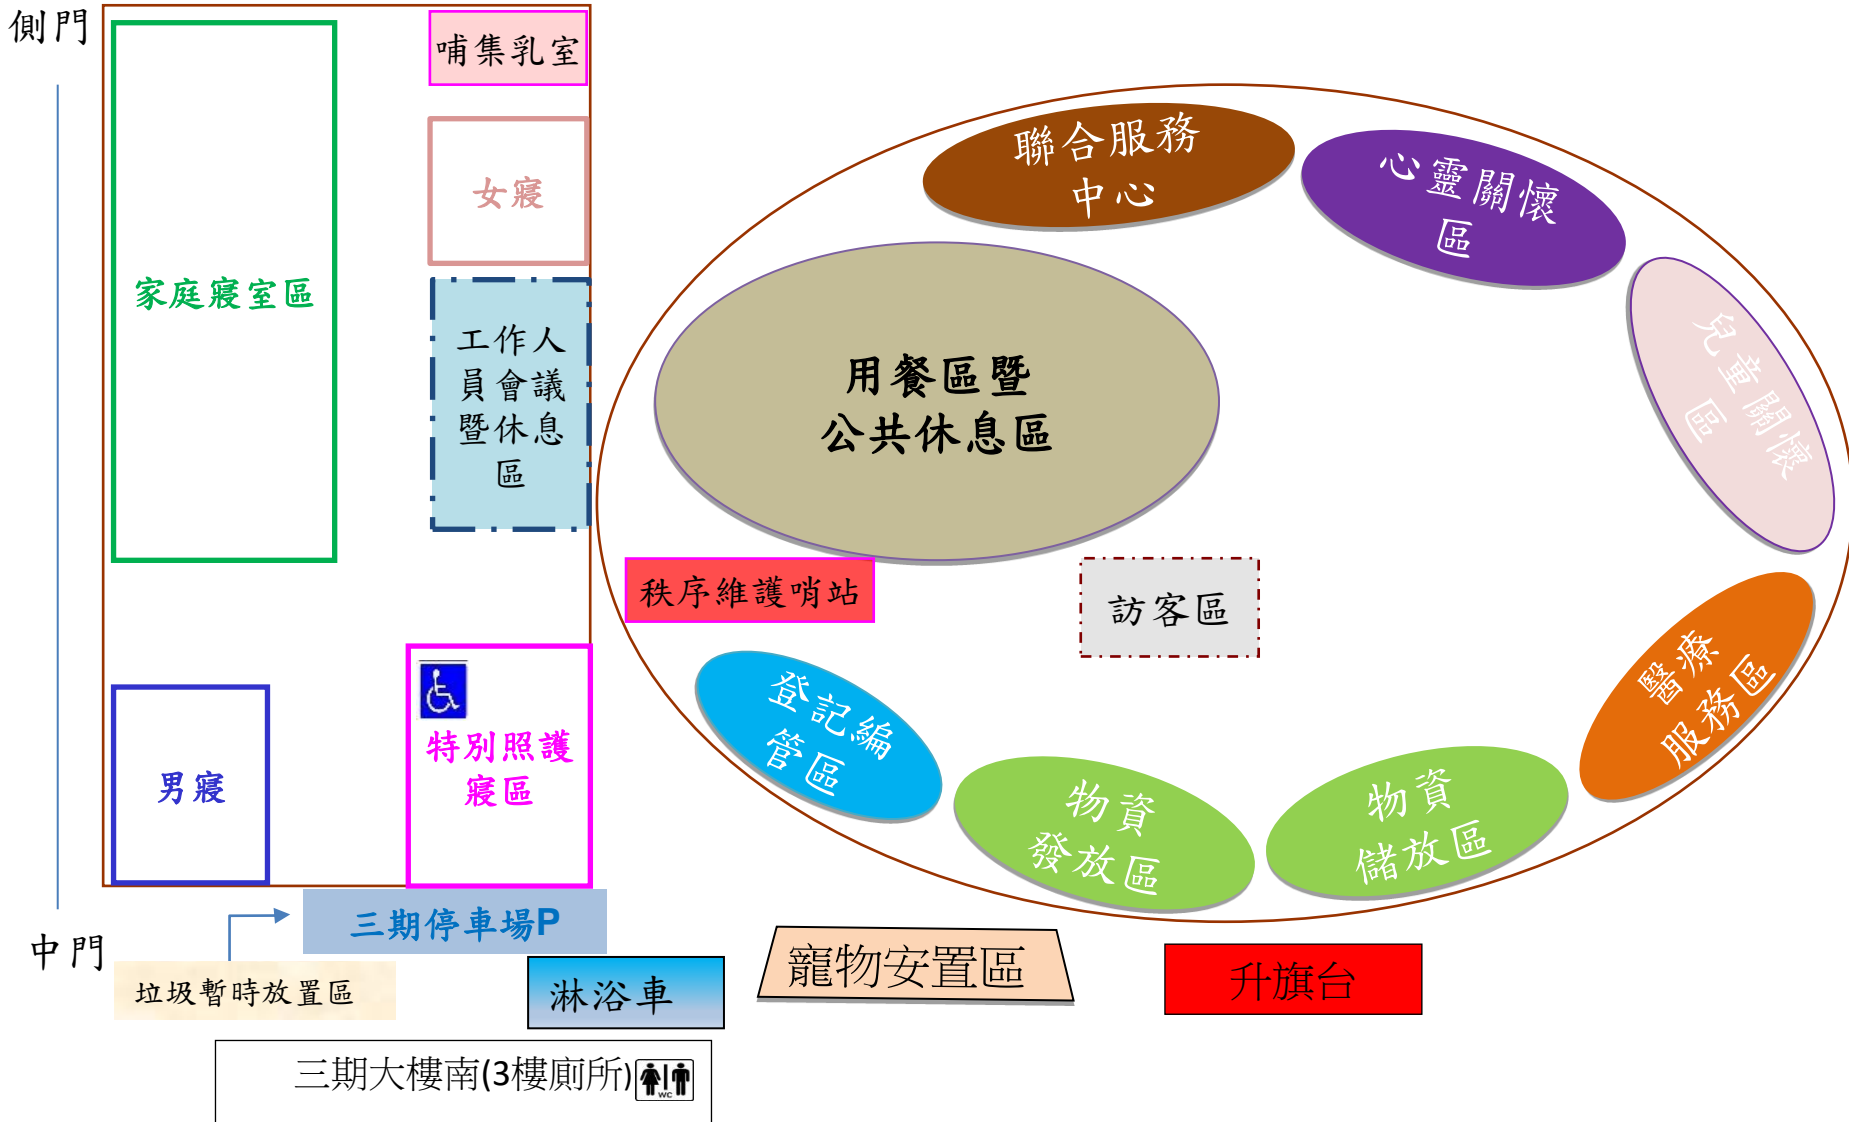 側門
哺集乳室
女寢
家庭寢室區
工作人
員會議
暨休息
區
聯合服務
中心
心靈關懷
區
兒童關懷
區
用餐區暨
公共休息區
秩序維護哨站
訪客區
醫療
服務區
登記編
管區
物資
發放區
物資
儲放區
男寢
特別照護
寢區
三期停車場P
中門
垃圾暫時放置區
淋浴車
寵物安置區
升旗台
三期大樓南(3樓廁所)
WC